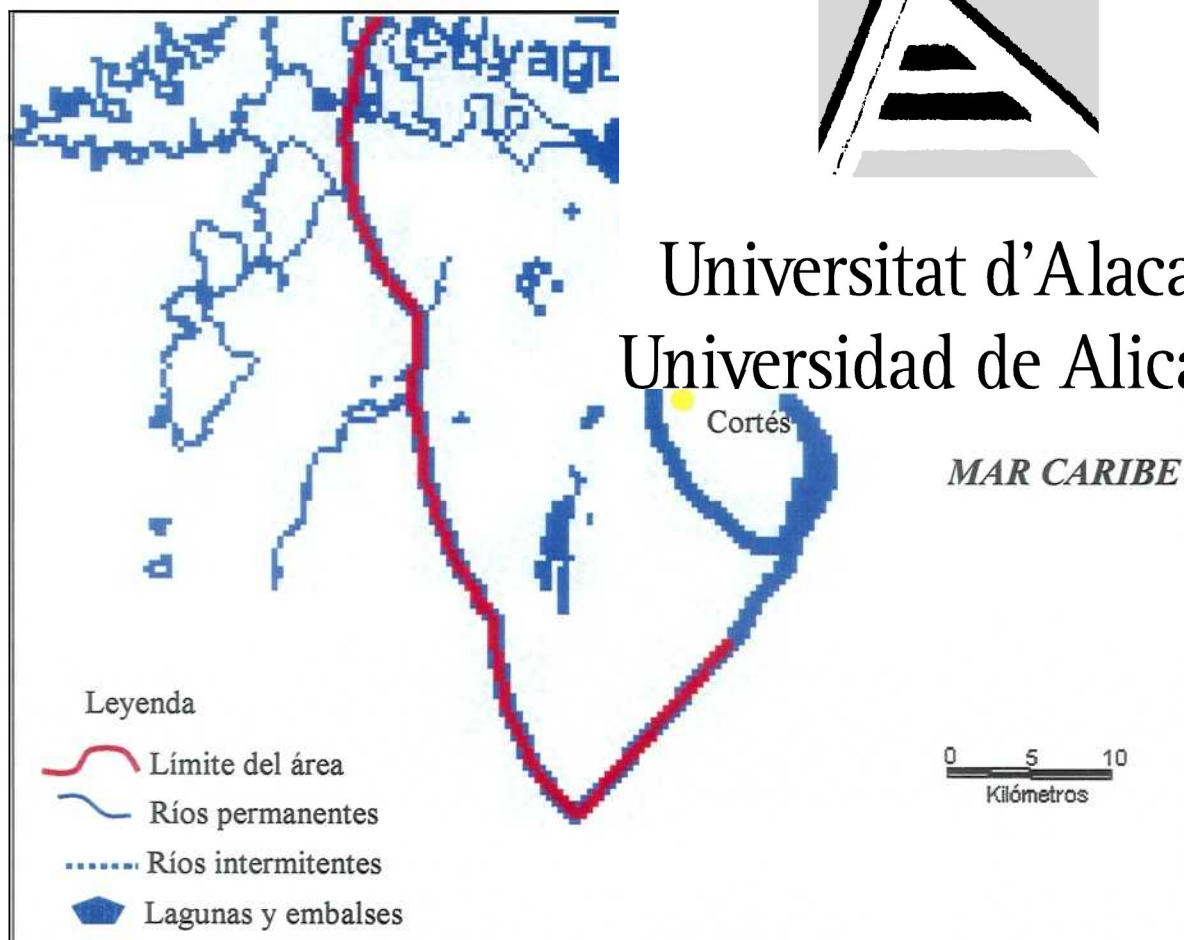 Universitat d'Alaca
Universidad de Alica
Cortés
MAR CARIBE
Leyenda
Límite del área
Ríos permanentes
Ríos intermitentes
Lagunas y embalses
0 5 10
Kilómetros